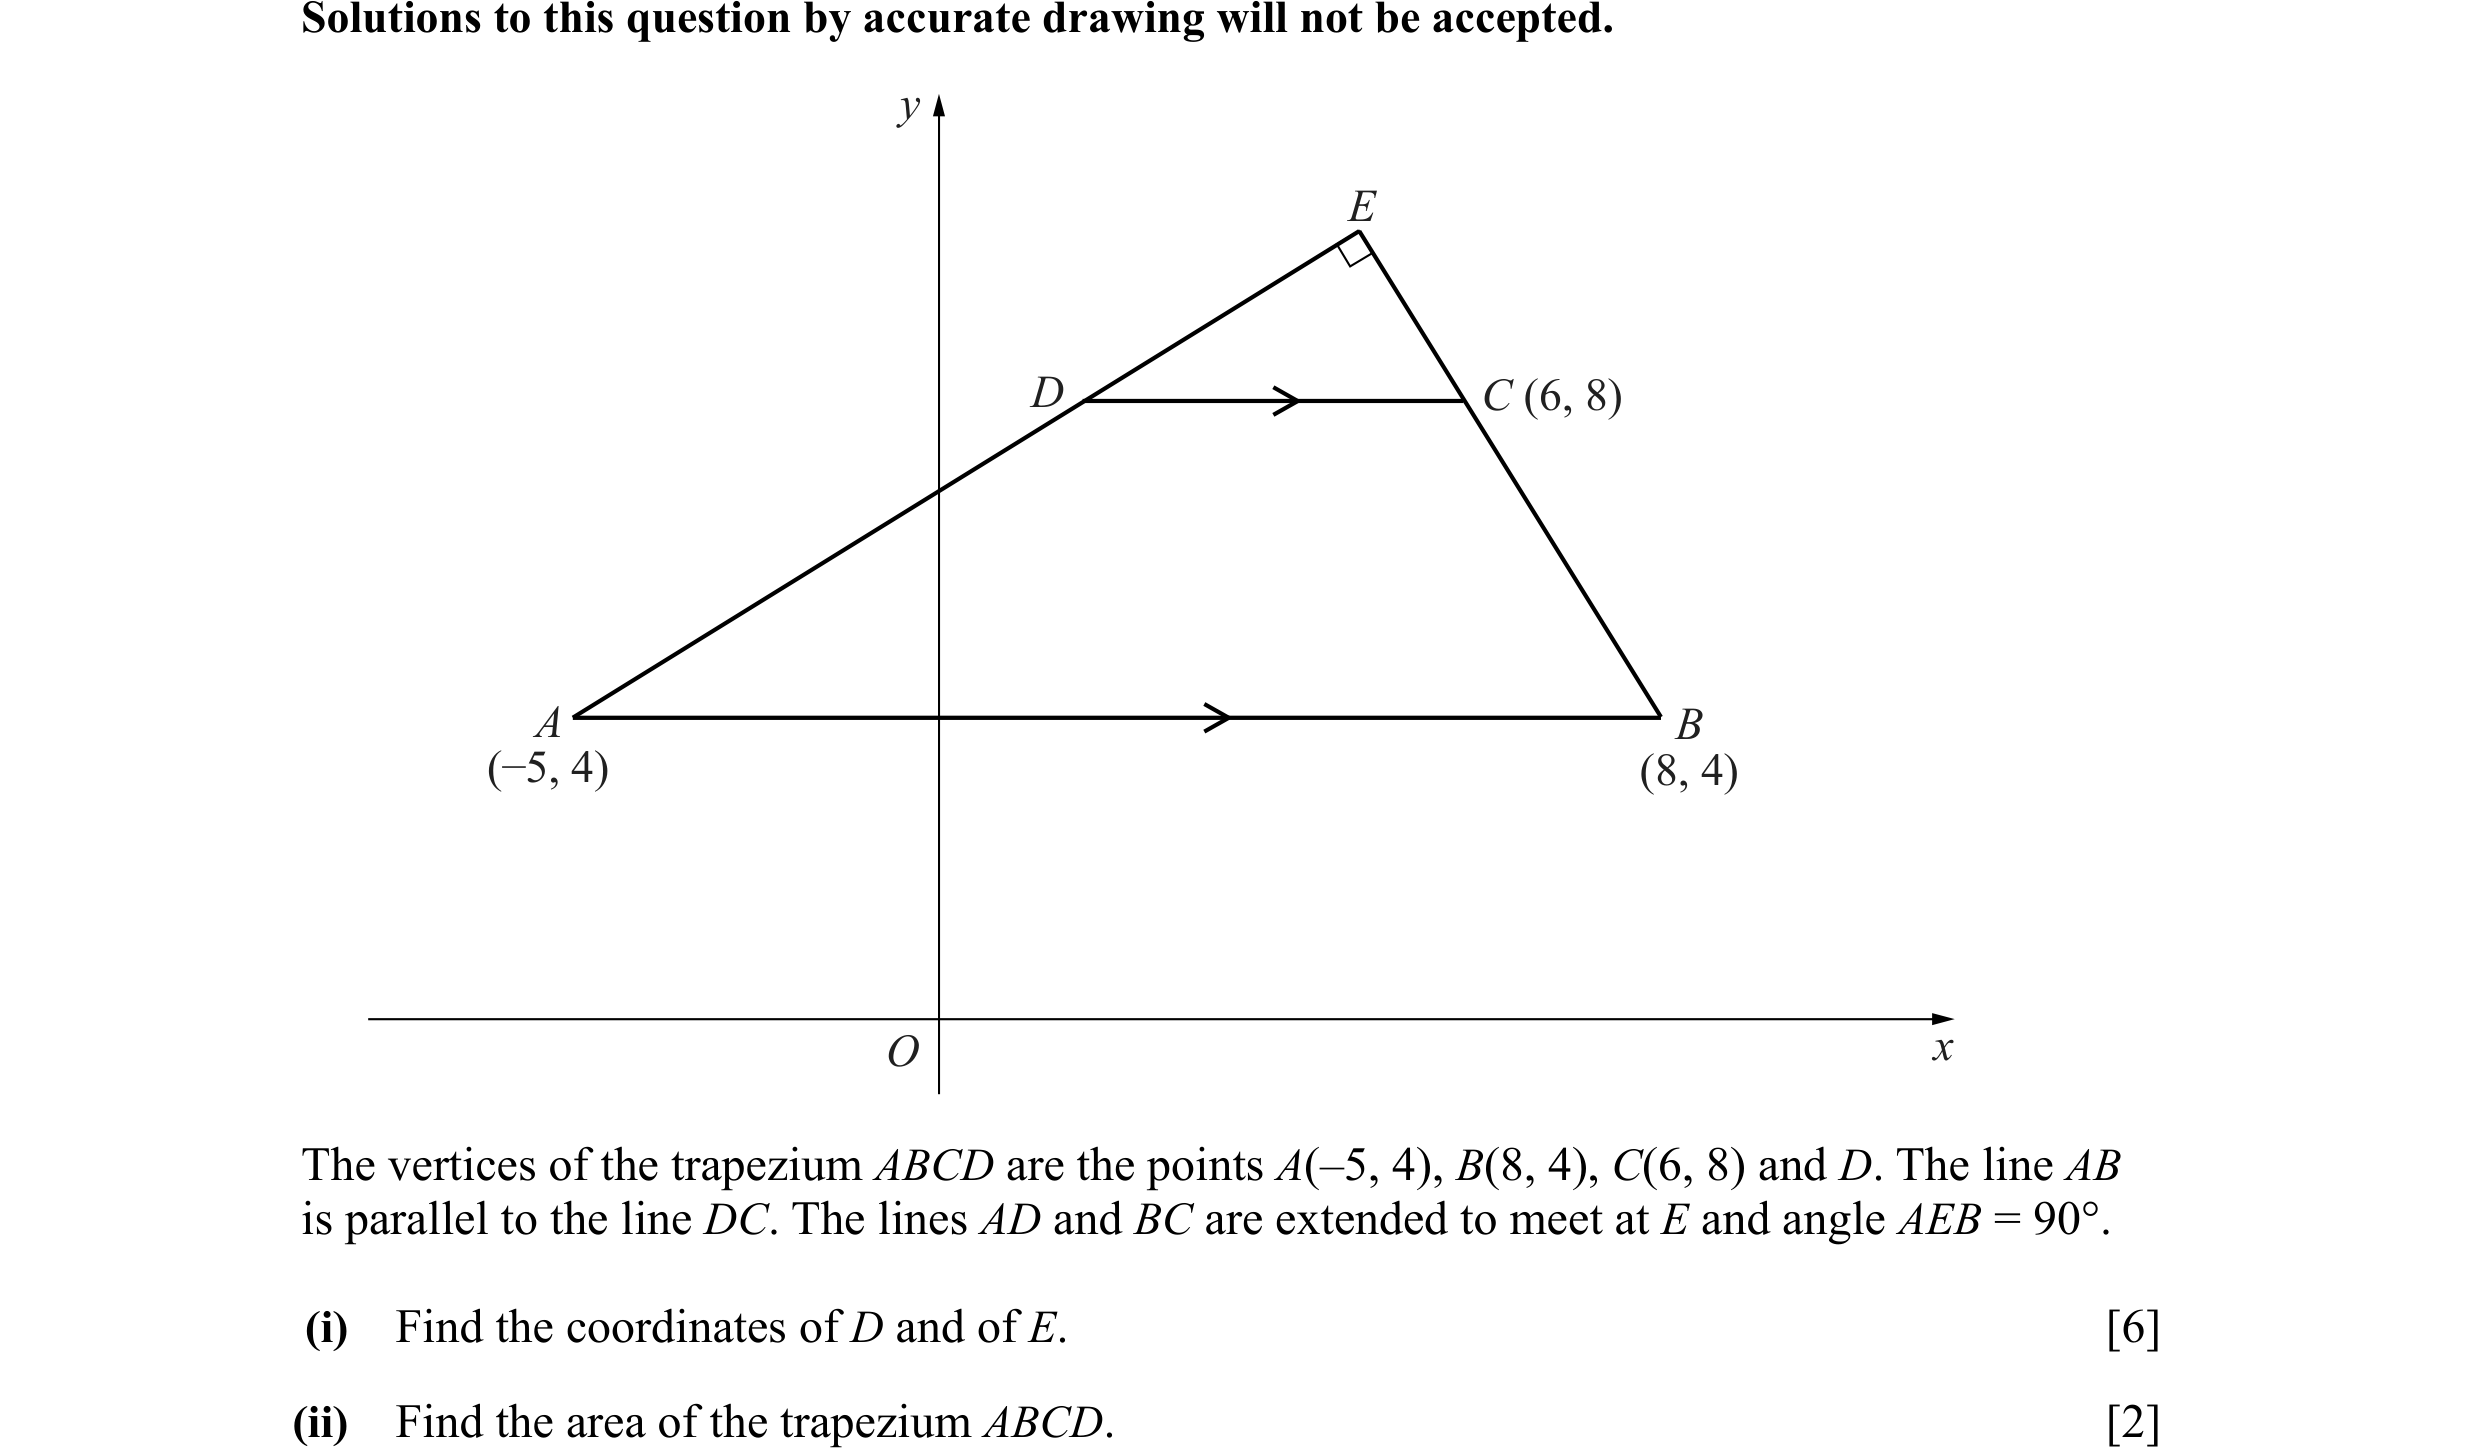 Solutions to this question by accurate drawing will not be accepted.
y
E
D
C (6, 8)
A
B
(−5, 4)
(8, 4)
O
x
The vertices of the trapezium ABCD are the points A(–5, 4), B(8, 4), C(6, 8) and D. The line AB
is parallel to the line DC. The lines AD and BC are extended to meet at E and angle AEB = 90°.
(i) Find the coordinates of D and of E. [6]
(ii) Find the area of the trapezium ABCD. [2]